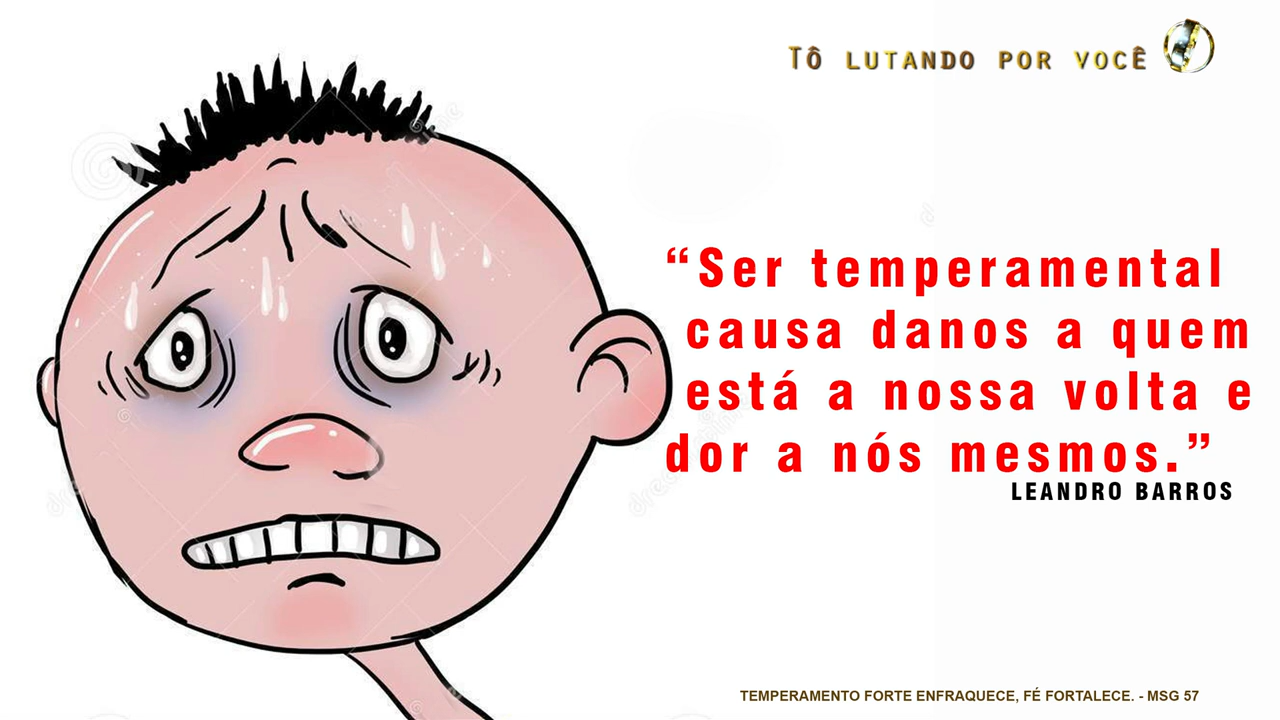 Tô LUTANDO POR VOCÊ
“Ser temperamental
causa danos a quem
está a nossa volta e
dor a nós mesmos.”
LEANDRO BARROS
TEMPERAMENTO FORTE ENFRAQUECE, FÉ FORTALECE. - MSG 57